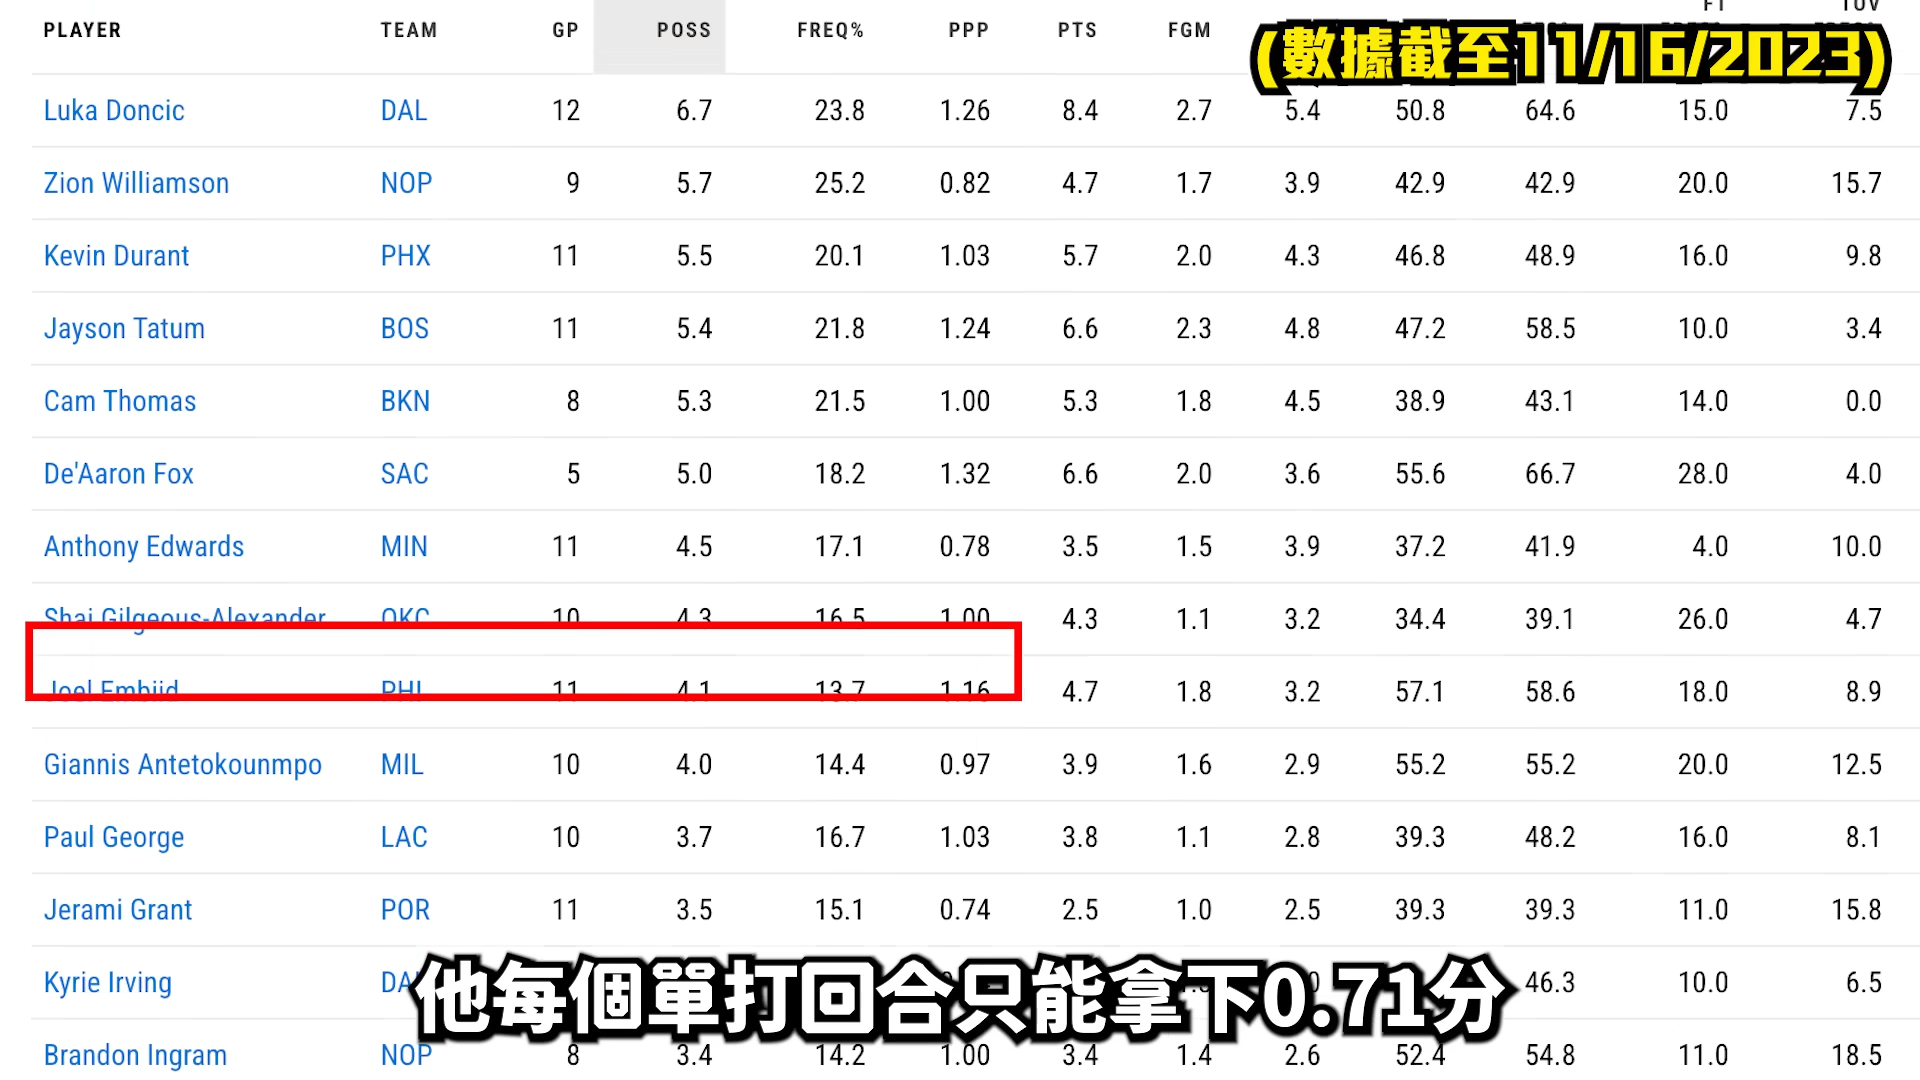 PLAYER TEAM GP POSS FREQ% PPP PTS FGM FT TOV
(數據截至11/16/2023)
Luka Doncic DAL 12 6.7 23.8 1.26 8.4 2.7 5.4 50.8 64.6 15.0 7.5
Zion Williamson NOP 9 5.7 25.2 0.82 4.7 1.7 3.9 42.9 42.9 20.0 15.7
Kevin Durant PHX 11 5.5 20.1 1.03 5.7 2.0 4.3 46.8 48.9 16.0 9.8
Jayson Tatum BOS 11 5.4 21.8 1.24 6.6 2.3 4.8 47.2 58.5 10.0 3.4
Cam Thomas BKN 8 5.3 21.5 1.00 5.3 1.8 4.5 38.9 43.1 14.0 0.0
De'Aaron Fox SAC 5 5.0 18.2 1.32 6.6 2.0 3.6 55.6 66.7 28.0 4.0
Anthony Edwards MIN 11 4.5 17.1 0.78 3.5 1.5 3.9 37.2 41.9 4.0 10.0
Shai Gilgeous-Alexander OKC 10 4.3 16.5 1.00 4.3 1.1 3.2 34.4 39.1 26.0 4.7
Joel Embiid PHI 11 4.1 13.7 1.16 4.7 1.8 3.2 57.1 58.6 18.0 8.9
Giannis Antetokounmpo MIL 10 4.0 14.4 0.97 3.9 1.6 2.9 55.2 55.2 20.0 12.5
Paul George LAC 10 3.7 16.7 1.03 3.8 1.1 2.8 39.3 48.2 16.0 8.1
Jerami Grant POR 11 3.5 15.1 0.74 2.5 1.0 2.5 39.3 39.3 11.0 15.8
Kyrie Irving DA 46.3 10.0 6.5
他每個單打回合只能拿下0.71分
Brandon Ingram NOP 8 3.4 14.2 1.00 3.4 1.4 2.6 52.4 54.8 11.0 18.5